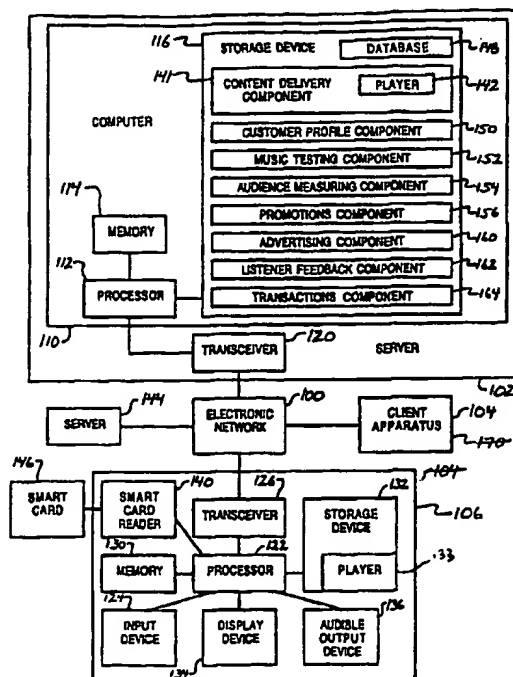 116
STORAGE DEVICE
DATABASE
148
141
CONTENT DELIVERY COMPONENT
PLAYER
142
COMPUTER
CUSTOMER PROFILE COMPONENT
150
MUSIC TESTING COMPONENT
152
AUDIENCE MEASURING COMPONENT
154
114
MEMORY
PROMOTIONS COMPONENT
156
ADVERTISING COMPONENT
160
112
LISTENER FEEDBACK COMPONENT
162
PROCESSOR
TRANSACTIONS COMPONENT
164
110
120
TRANSCEIVER
SERVER
102
144
100
SERVER
ELECTRONIC NETWORK
CLIENT APPARATUS
104
170
146
140
126
132
104
SMART CARD
SMART CARD READER
TRANSCEIVER
STORAGE DEVICE
106
130
122
MEMORY
PROCESSOR
PLAYER
133
124
136
INPUT DEVICE
DISPLAY DEVICE
AUDIBLE OUTPUT DEVICE
134